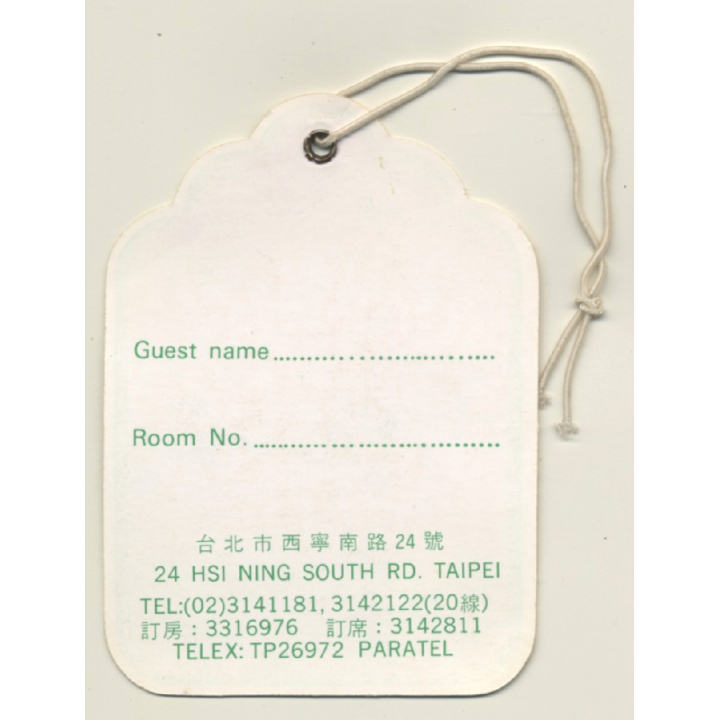 Guest name..............................
Room No. ..............................
台北市西寧南路24號
24 HSI NING SOUTH RD. TAIPEI
TEL:(02)3141181, 3142122(20線)
訂房：3316976 訂席：3142811
TELEX: TP26972 PARATEL